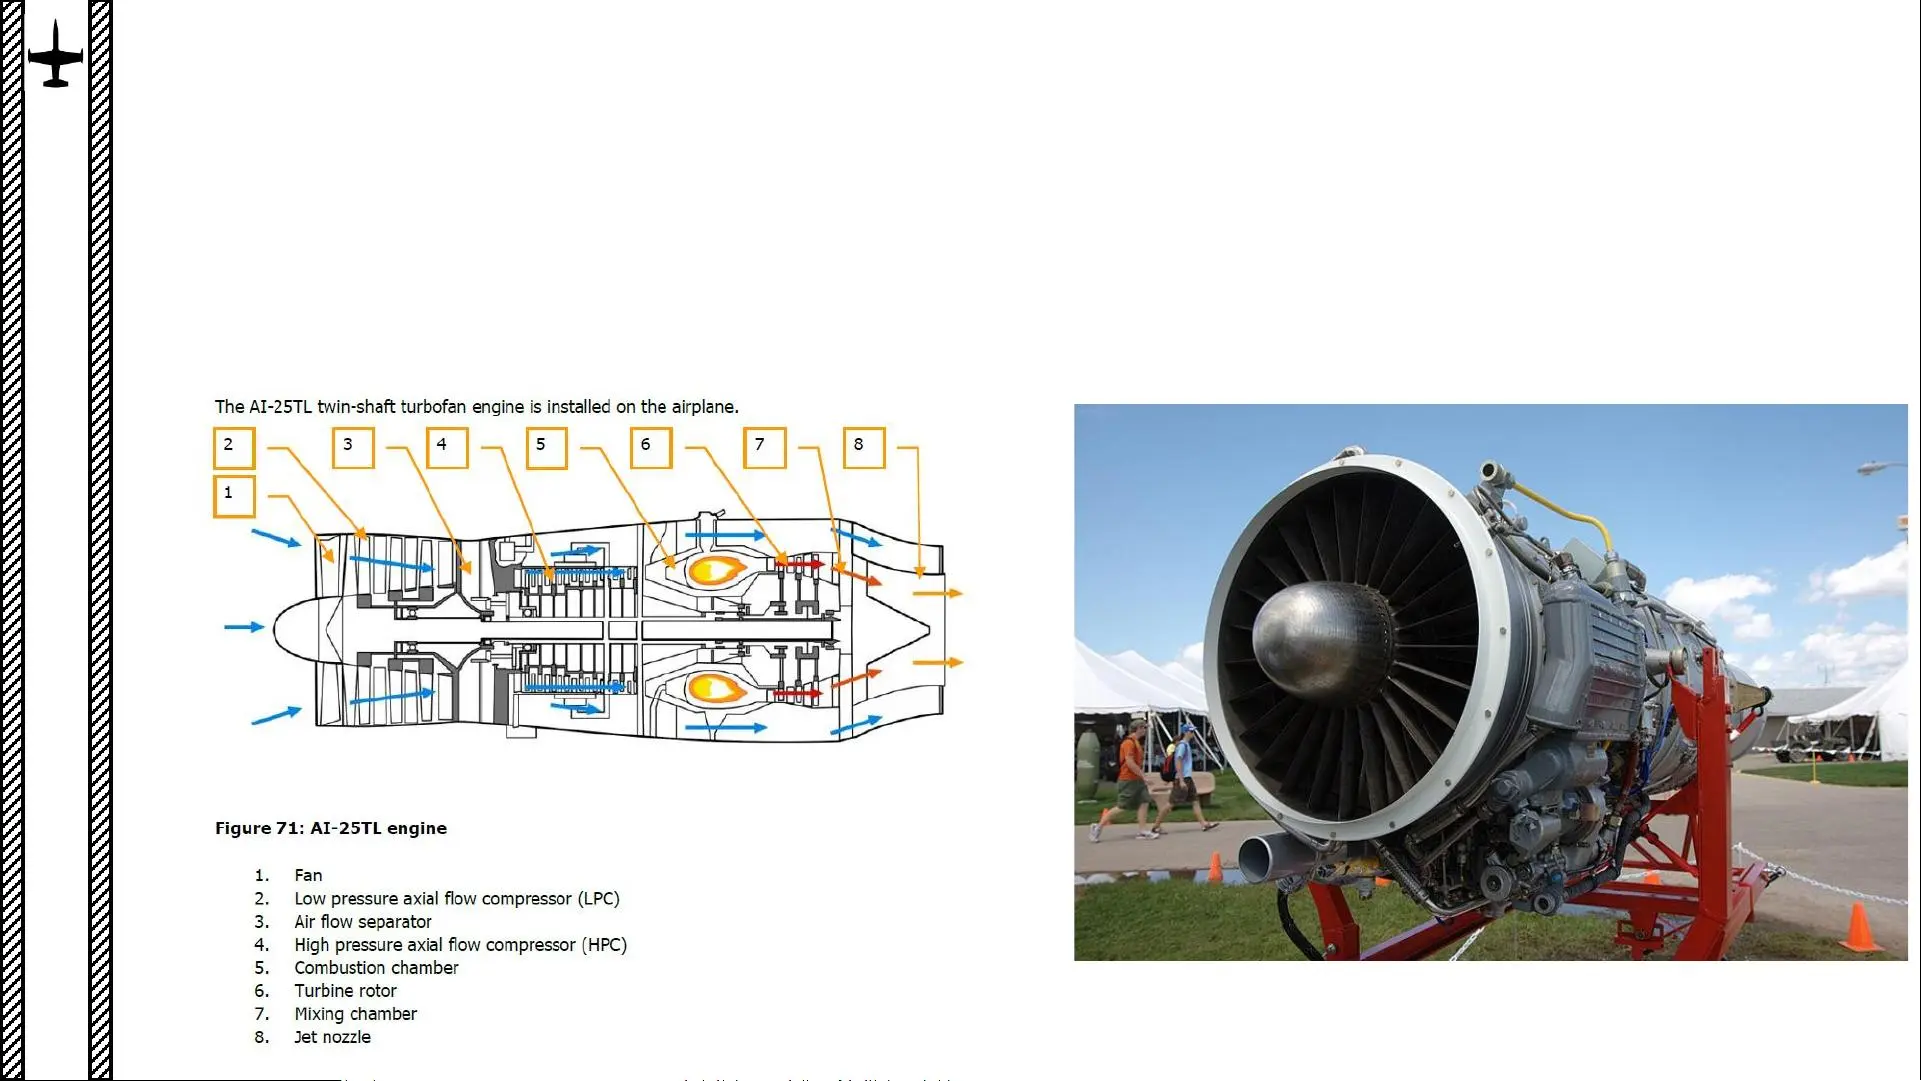 The AI-25TL twin-shaft turbofan engine is installed on the airplane.
2 3 4 5 6 7 8
1
Figure 71: AI-25TL engine
1. Fan
2. Low pressure axial flow compressor (LPC)
3. Air flow separator
4. High pressure axial flow compressor (HPC)
5. Combustion chamber
6. Turbine rotor
7. Mixing chamber
8. Jet nozzle